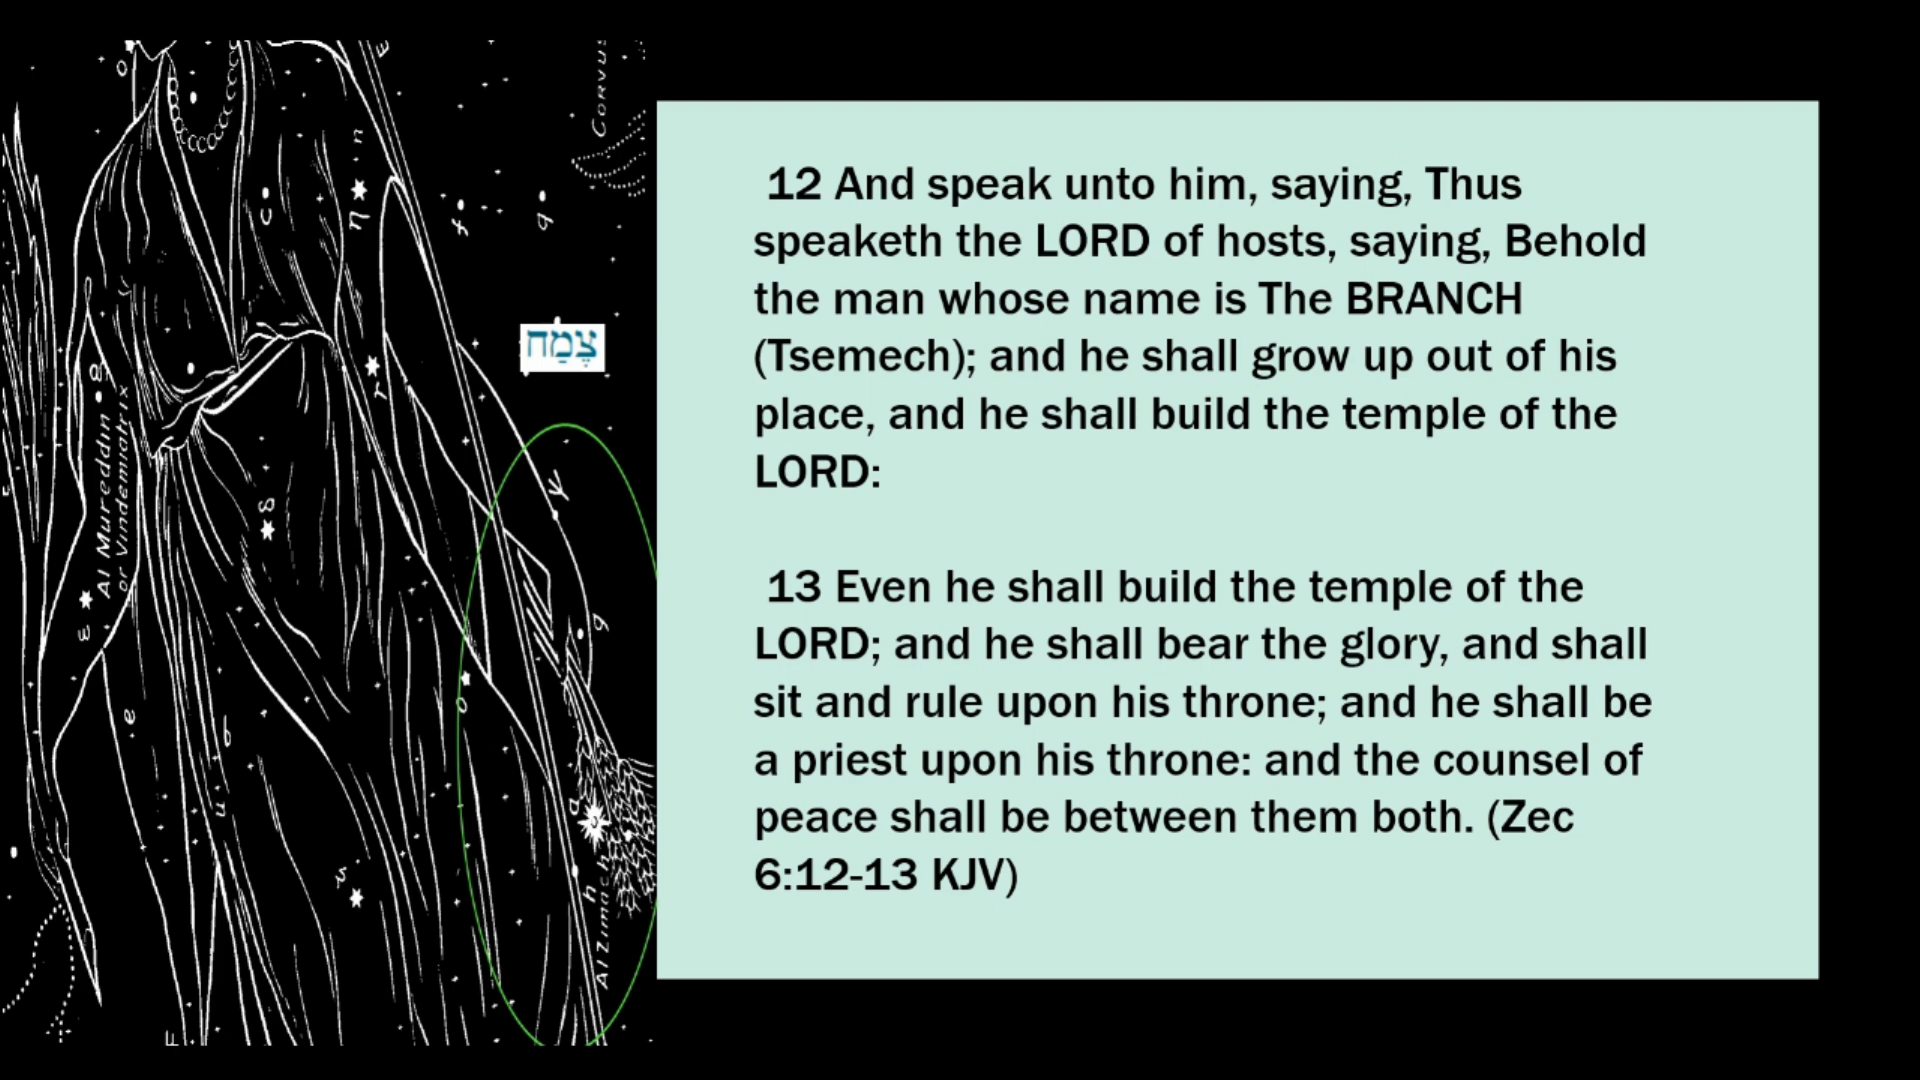 CORVUS
צֶמַח
Al Mureddin
or Vindemiatrix
Al Zimach
12 And speak unto him, saying, Thus
speaketh the LORD of hosts, saying, Behold
the man whose name is The BRANCH
(Tsemech); and he shall grow up out of his
place, and he shall build the temple of the
LORD:
13 Even he shall build the temple of the
LORD; and he shall bear the glory, and shall
sit and rule upon his throne; and he shall be
a priest upon his throne: and the counsel of
peace shall be between them both. (Zec
6:12-13 KJV)